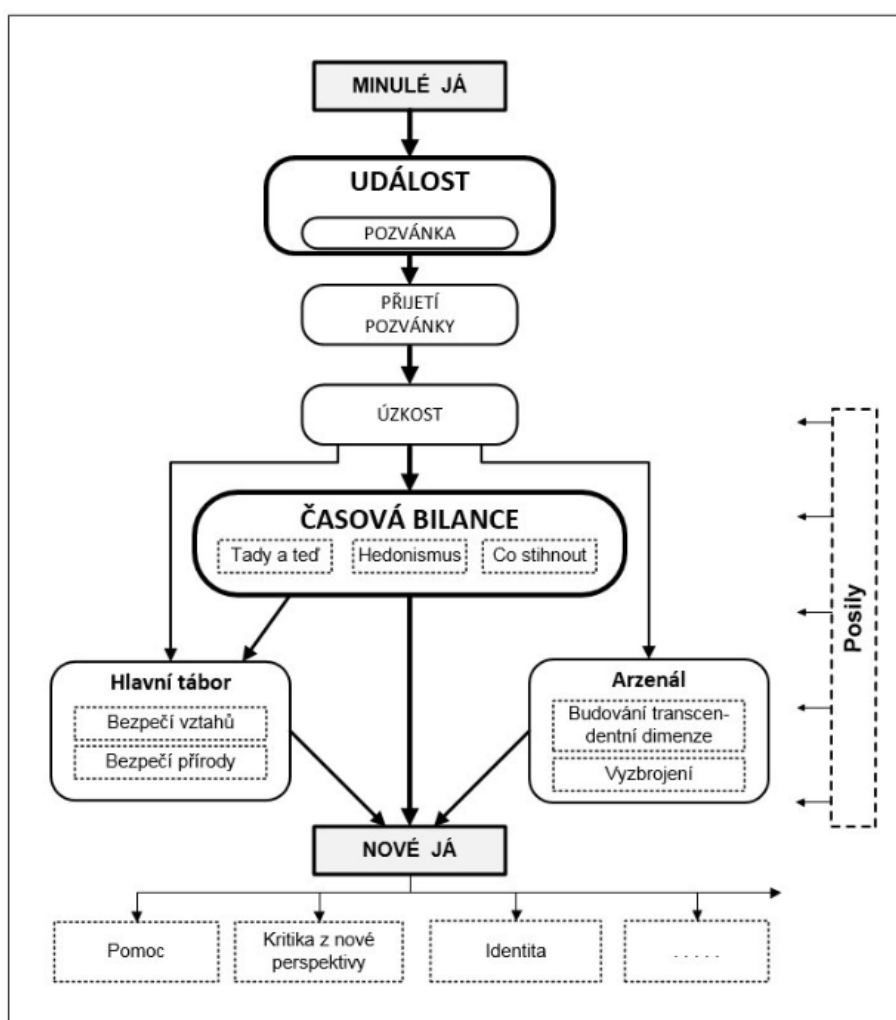 MINULÉ JÁ
UDÁLOST
POZVÁNKA
PŘIJETÍ
POZVÁNKY
ÚZKOST
ČASOVÁ BILANCE
Tady a teď
Hedonismus
Co stihnout
Hlavní tábor
Bezpečí vztahů
Bezpečí přírody
Arzenál
Budování transcen-
dentní dimenze
Vyzbrojení
Posily
NOVÉ JÁ
Pomoc
Kritika z nové
perspektivy
Identita
. . . . .